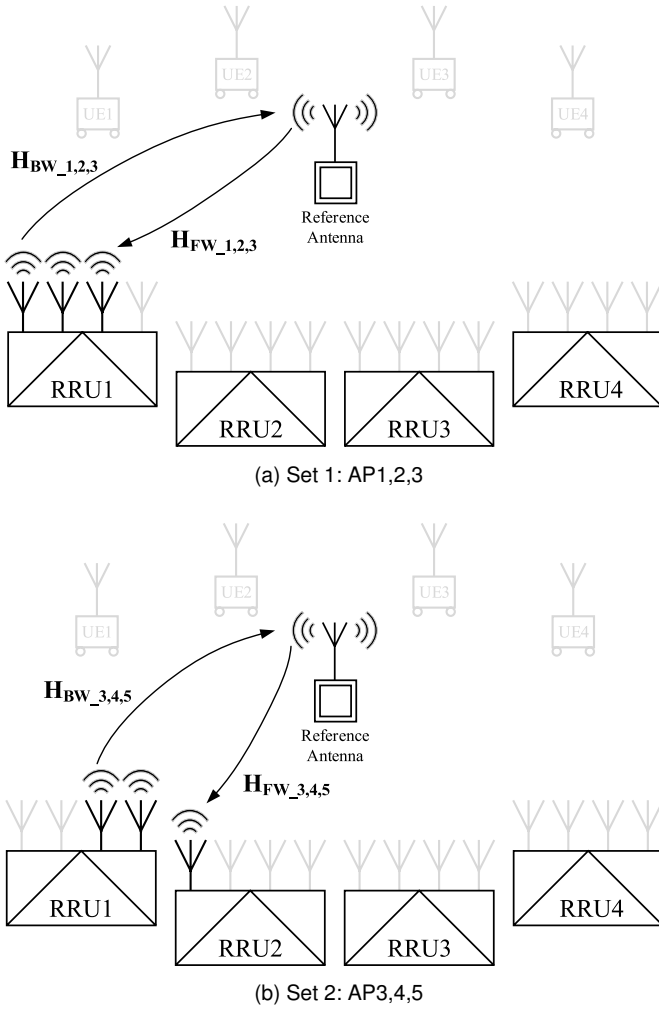 UE2
UE3
UE1
UE4
H_BW_1,2,3
H_FW_1,2,3
Reference
Antenna
RRU1
RRU2
RRU3
RRU4
(a) Set 1: AP1,2,3
UE2
UE3
UE1
UE4
H_BW_3,4,5
H_FW_3,4,5
Reference
Antenna
RRU1
RRU2
RRU3
RRU4
(b) Set 2: AP3,4,5